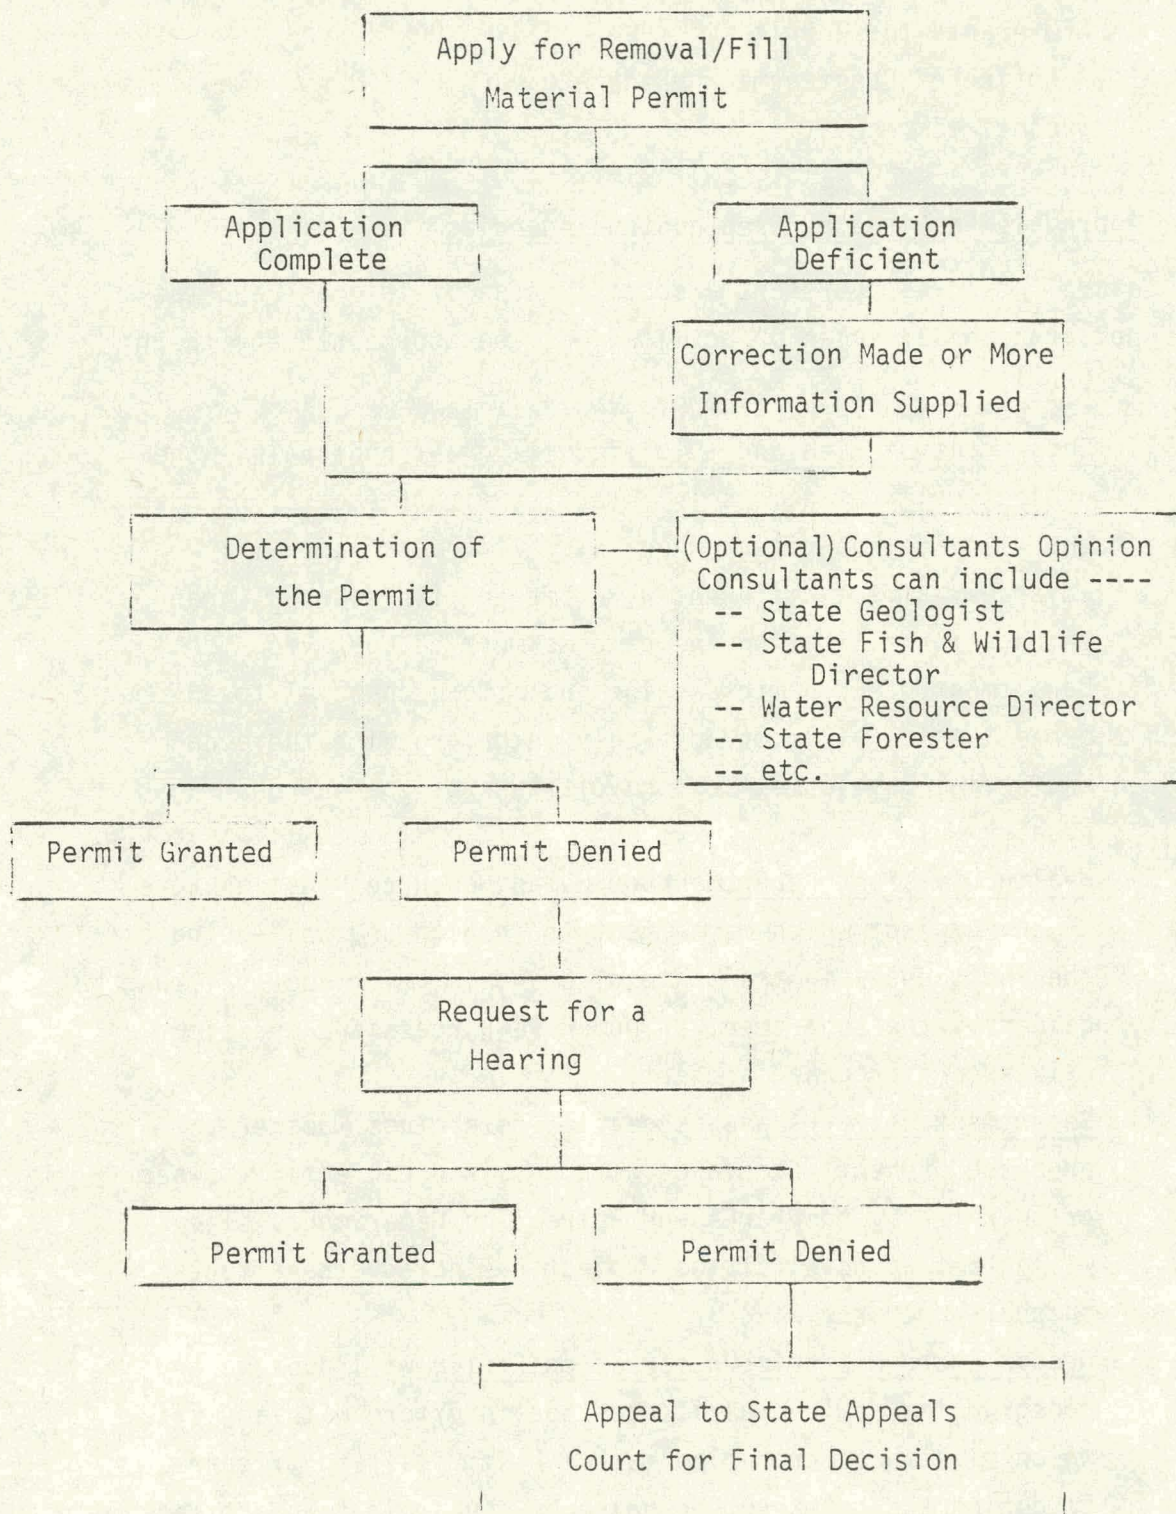 Apply for Removal/Fill
Material Permit
Application
Complete
Application
Deficient
Correction Made or More
Information Supplied
Determination of
the Permit
(Optional) Consultants Opinion
Consultants can include ----
-- State Geologist
-- State Fish & Wildlife
Director
-- Water Resource Director
-- State Forester
-- etc.
Permit Granted
Permit Denied
Request for a
Hearing
Permit Granted
Permit Denied
Appeal to State Appeals
Court for Final Decision